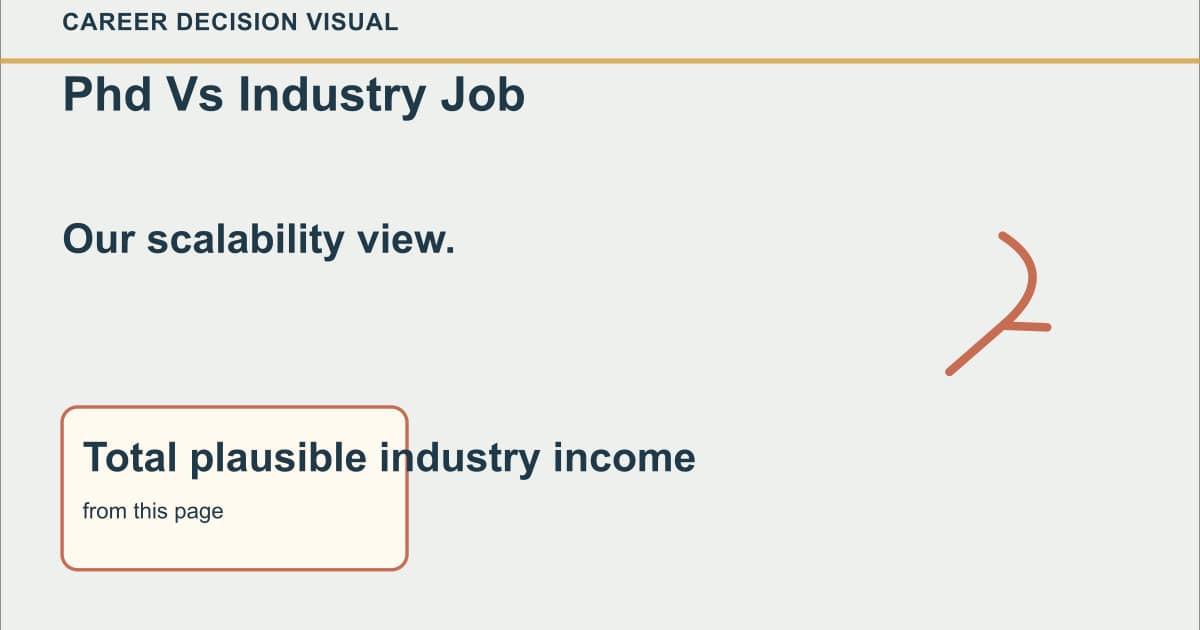 CAREER DECISION VISUAL
Phd Vs Industry Job
Our scalability view.
Total plausible industry income
from this page